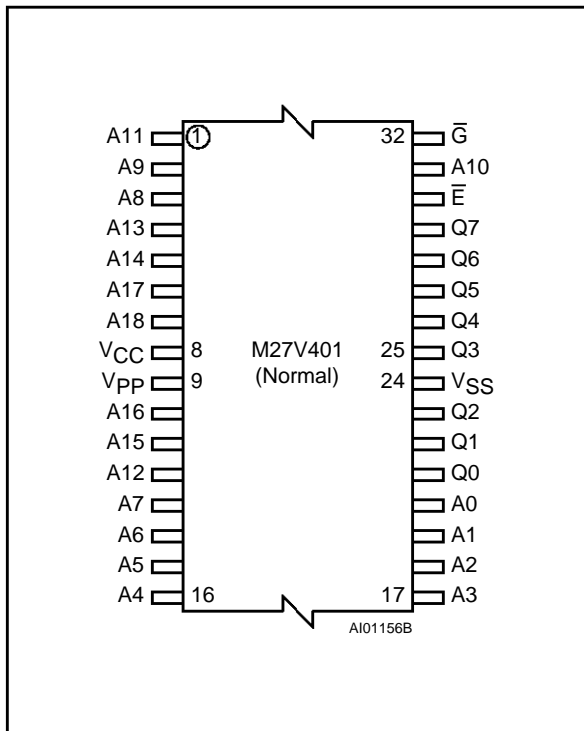 A11 1 32 G̅
A9 A10
A8 E̅
A13 Q7
A14 Q6
A17 Q5
A18 Q4
VCC 8 M27V401 25 Q3
VPP 9 (Normal) 24 VSS
A16 Q2
A15 Q1
A12 Q0
A7 A0
A6 A1
A5 A2
A4 16 17 A3
AI01156B